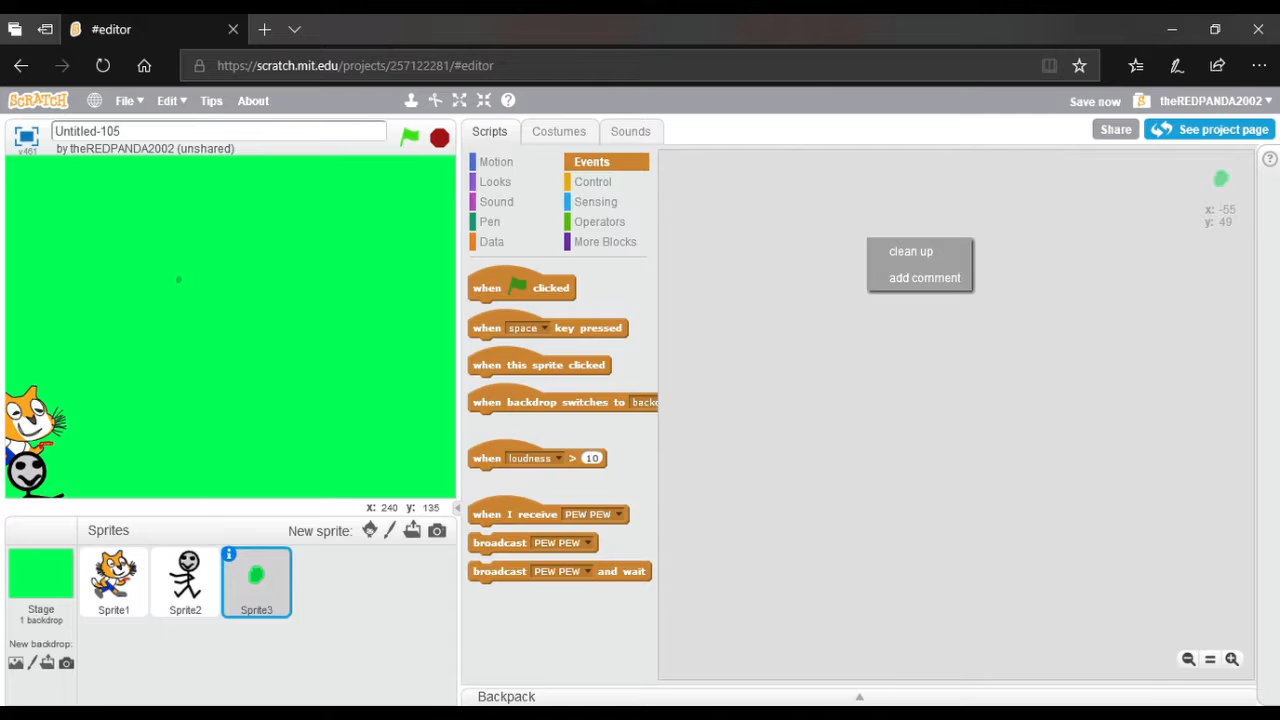 #editor
https://scratch.mit.edu/projects/257122281/#editor
SCRATCH File Edit Tips About Save now theREDPANDA2002
Untitled-105
v461 by theREDPANDA2002 (unshared)
Scripts Costumes Sounds
Share See project page
Motion Events
Looks Control
Sound Sensing
Pen Operators
Data More Blocks
when clicked
when space key pressed
when this sprite clicked
when backdrop switches to
when loudness > 10
when I receive PEW PEW
broadcast PEW PEW
broadcast PEW PEW and wait
clean up
add comment
x: -55
y: 49
x: 240 y: 135
Sprites New sprite:
Stage
1 backdrop
New backdrop:
Sprite1 Sprite2 Sprite3
Backpack